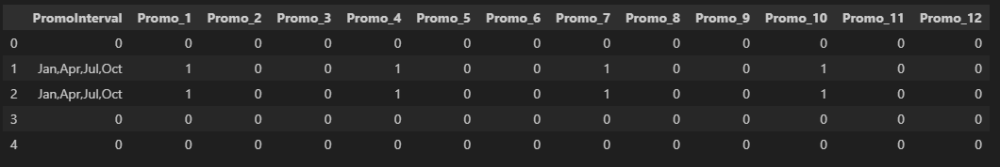 PromoInterval Promo_1 Promo_2 Promo_3 Promo_4 Promo_5 Promo_6 Promo_7 Promo_8 Promo_9 Promo_10 Promo_11 Promo_12
0 0 0 0 0 0 0 0 0 0 0 0 0 0
1 Jan,Apr,Jul,Oct 1 0 0 1 0 0 1 0 0 1 0 0
2 Jan,Apr,Jul,Oct 1 0 0 1 0 0 1 0 0 1 0 0
3 0 0 0 0 0 0 0 0 0 0 0 0 0
4 0 0 0 0 0 0 0 0 0 0 0 0 0